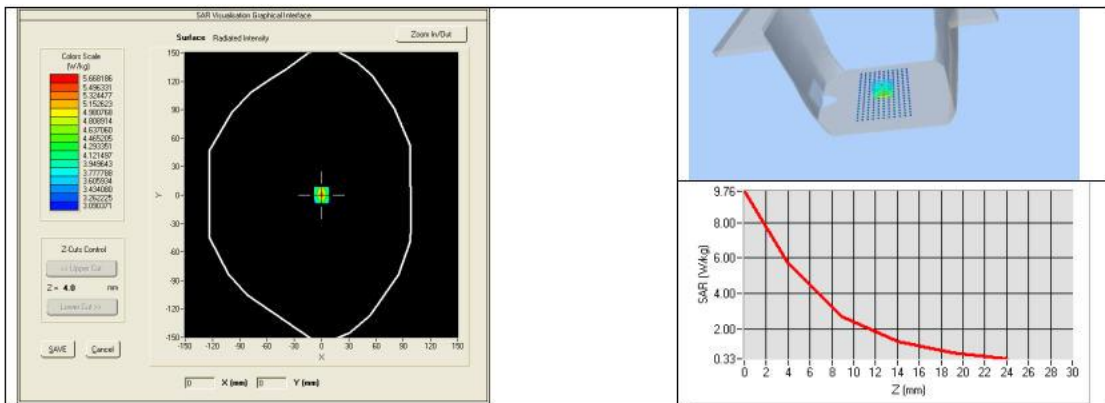 SAR Visualisation Graphical Interface
Surface Radiated Intensity
Zoom In/Out
Colors Scale
(W/kg)
5.668186
5.496331
5.324477
5.152623
4.980768
4.808914
4.637060
4.465205
4.293351
4.121497
3.949643
3.777788
3.605934
3.434080
3.262225
3.090371
Z-Cuts Control
<< Upper Cut
Z = 4.0 mm
Lower Cut >>
SAVE Cancel
150
120
90
60
30
0
-30
-60
-90
-120
-150
Y
-150 -120 -90 -60 -30 0 30 60 90 120 150
X
0 X (mm) 0 Y (mm)
9.76
8.00
6.00
4.00
2.00
0.33
SAR (W/kg)
0 2 4 6 8 10 12 14 16 18 20 22 24 26 28 30
Z (mm)